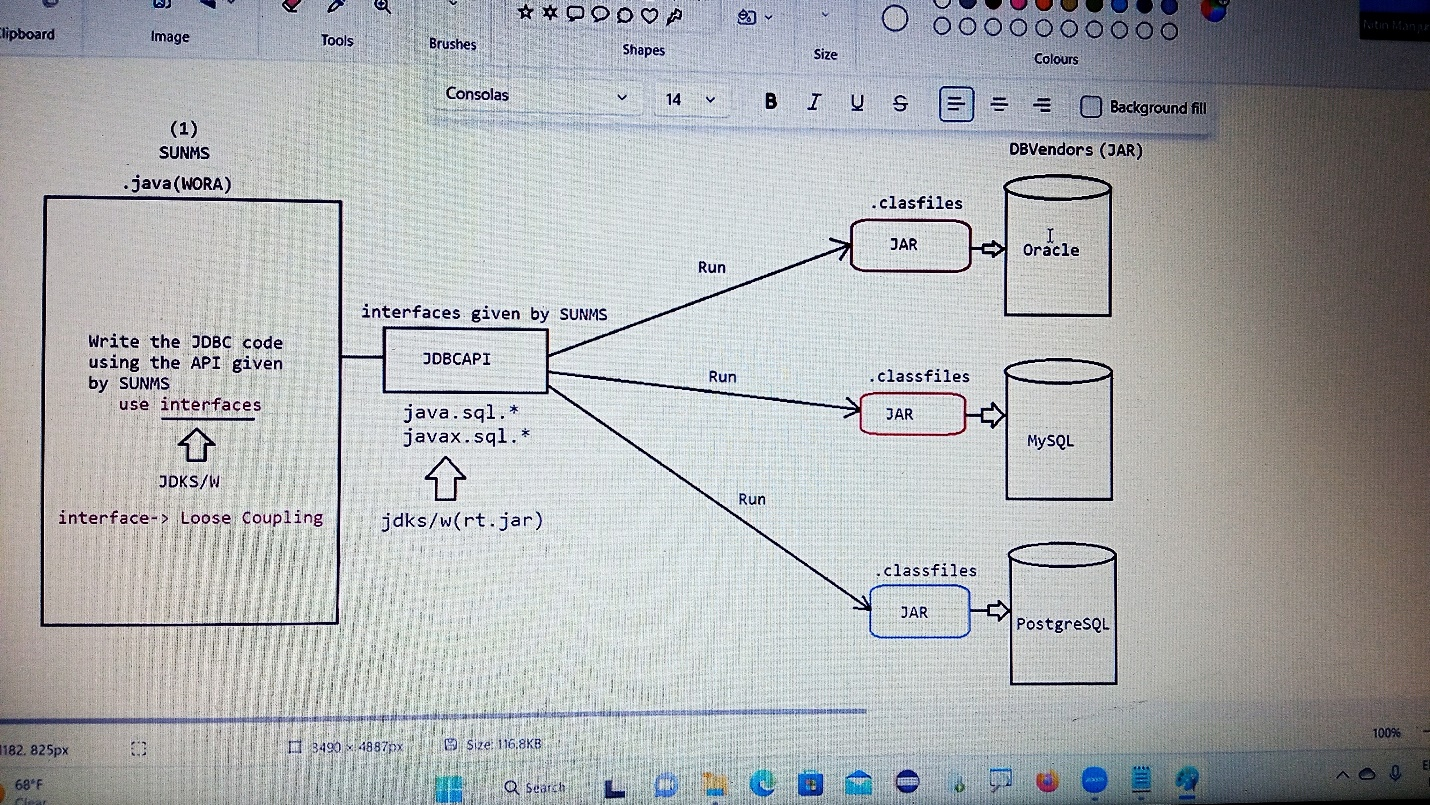 Clipboard
Image
Tools
Brushes
Shapes
Size
Colours
Consolas
14
B I U S
Background fill
(1)
SUNMS
.java(WORA)
Write the JDBC code
using the API given
by SUNMS
use interfaces
JDKS/W
interface-> Loose Coupling
interfaces given by SUNMS
JDBCAPI
java.sql.*
javax.sql.*
jdks/w(rt.jar)
Run
Run
Run
DBVendors (JAR)
.clasfiles
JAR
Oracle
.classfiles
JAR
MySQL
.classfiles
JAR
PostgreSQL
182, 825px
3490 × 4887px
Size: 116.8KB
100%
68°F
Clear
Search